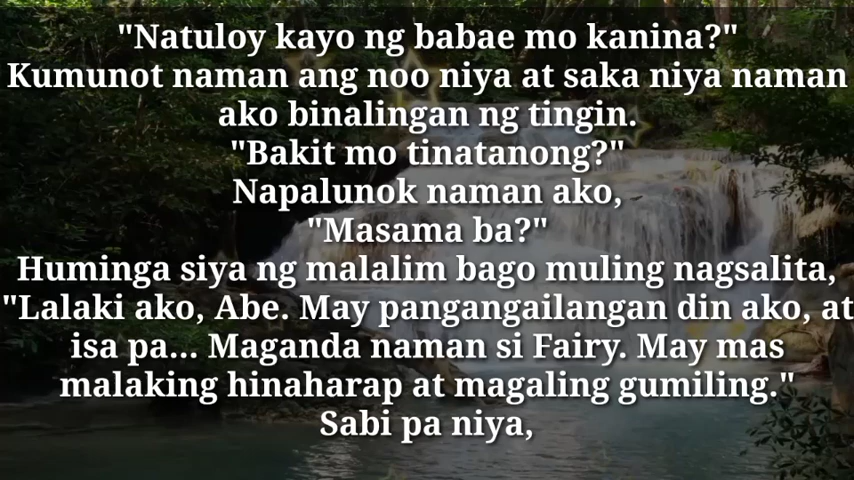 "Natuloy kayo ng babae mo kanina?"
Kumunot naman ang noo niya at saka niya naman
ako binalingan ng tingin.
"Bakit mo tinatanong?"
Napalunok naman ako,
"Masama ba?"
Huminga siya ng malalim bago muling nagsalita,
"Lalaki ako, Abe. May pangangailangan din ako, at
isa pa... Maganda naman si Fairy. May mas
malaking hinaharap at magaling gumiling."
Sabi pa niya,